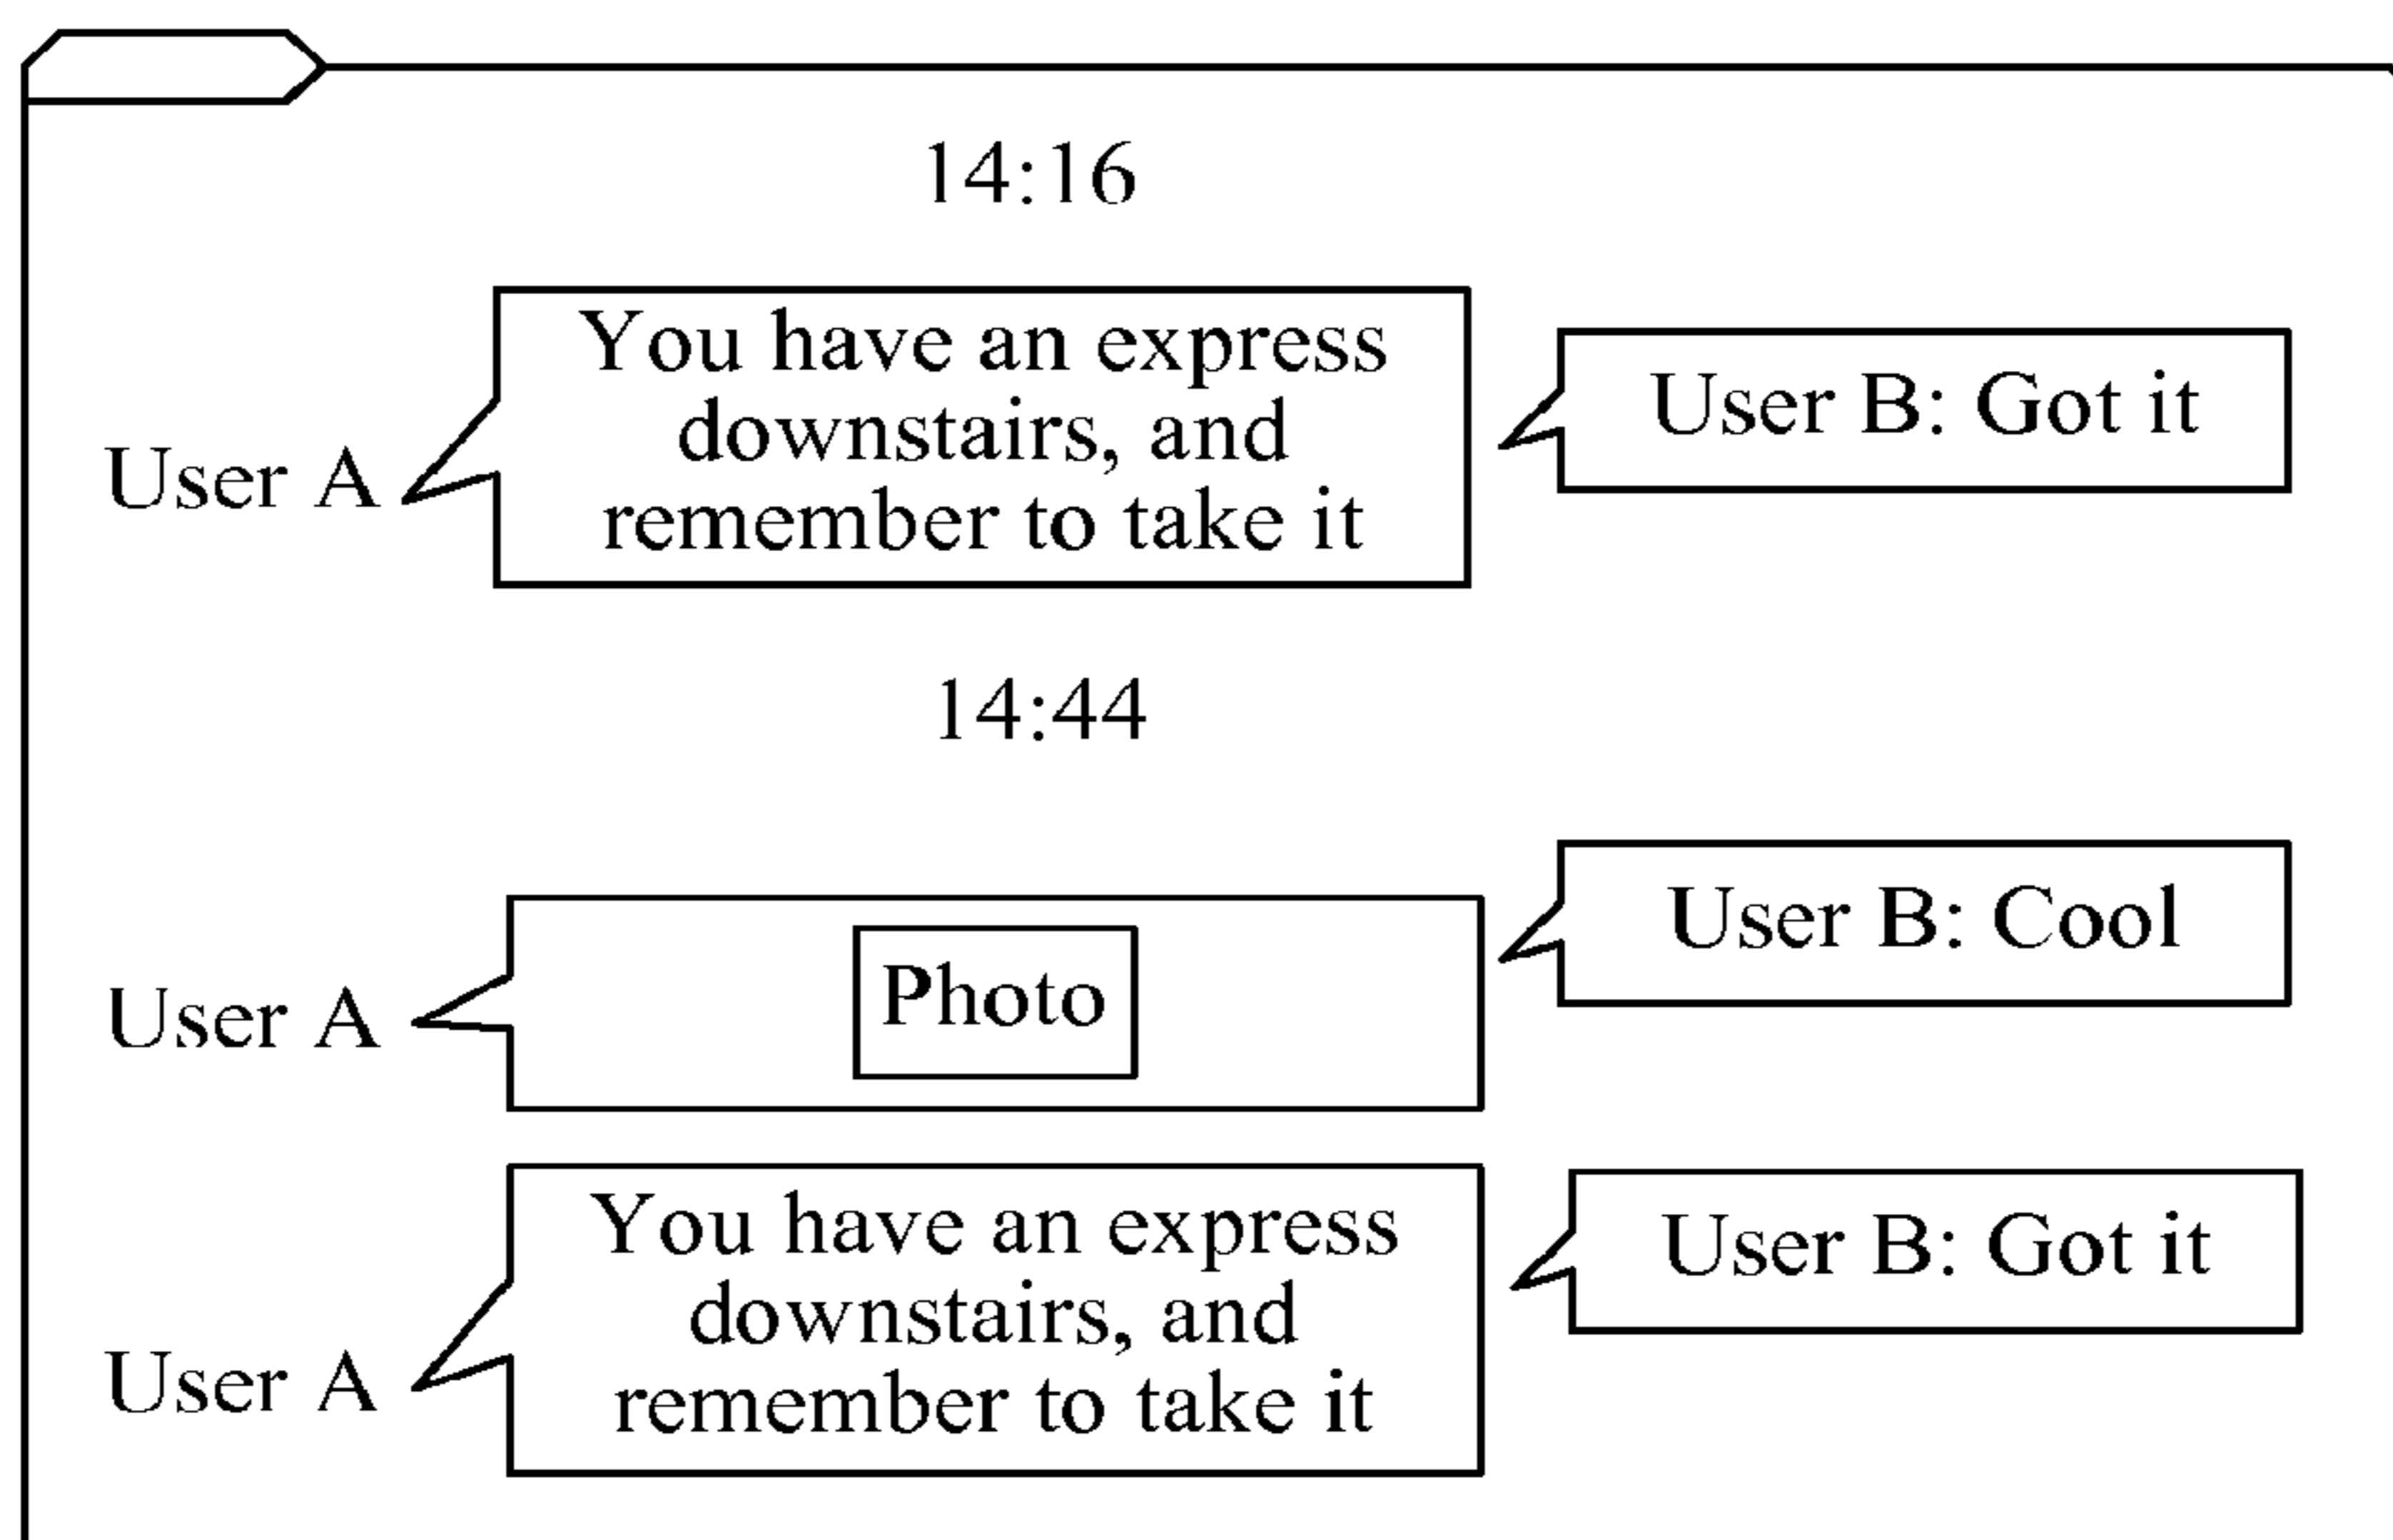 14:16
User A
You have an express
downstairs, and
remember to take it
User B: Got it
14:44
User A
Photo
User B: Cool
User A
You have an express
downstairs, and
remember to take it
User B: Got it